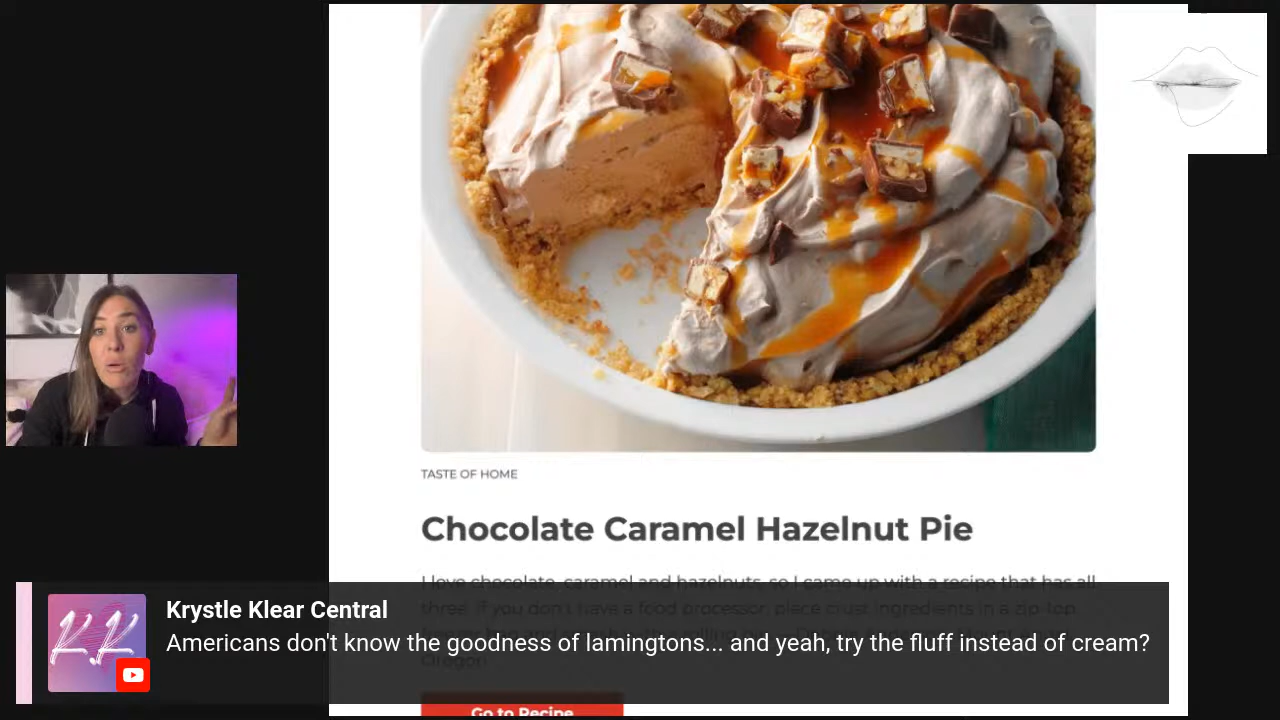 TASTE OF HOME
Chocolate Caramel Hazelnut Pie
I love chocolate, caramel and hazelnuts, so I came up with a recipe that has all
three. If you don't have a food processor, place crust ingredients in a zip-top
Oregon
Krystle Klear Central
Americans don't know the goodness of lamingtons... and yeah, try the fluff instead of cream?
K.K
Go to Recipe